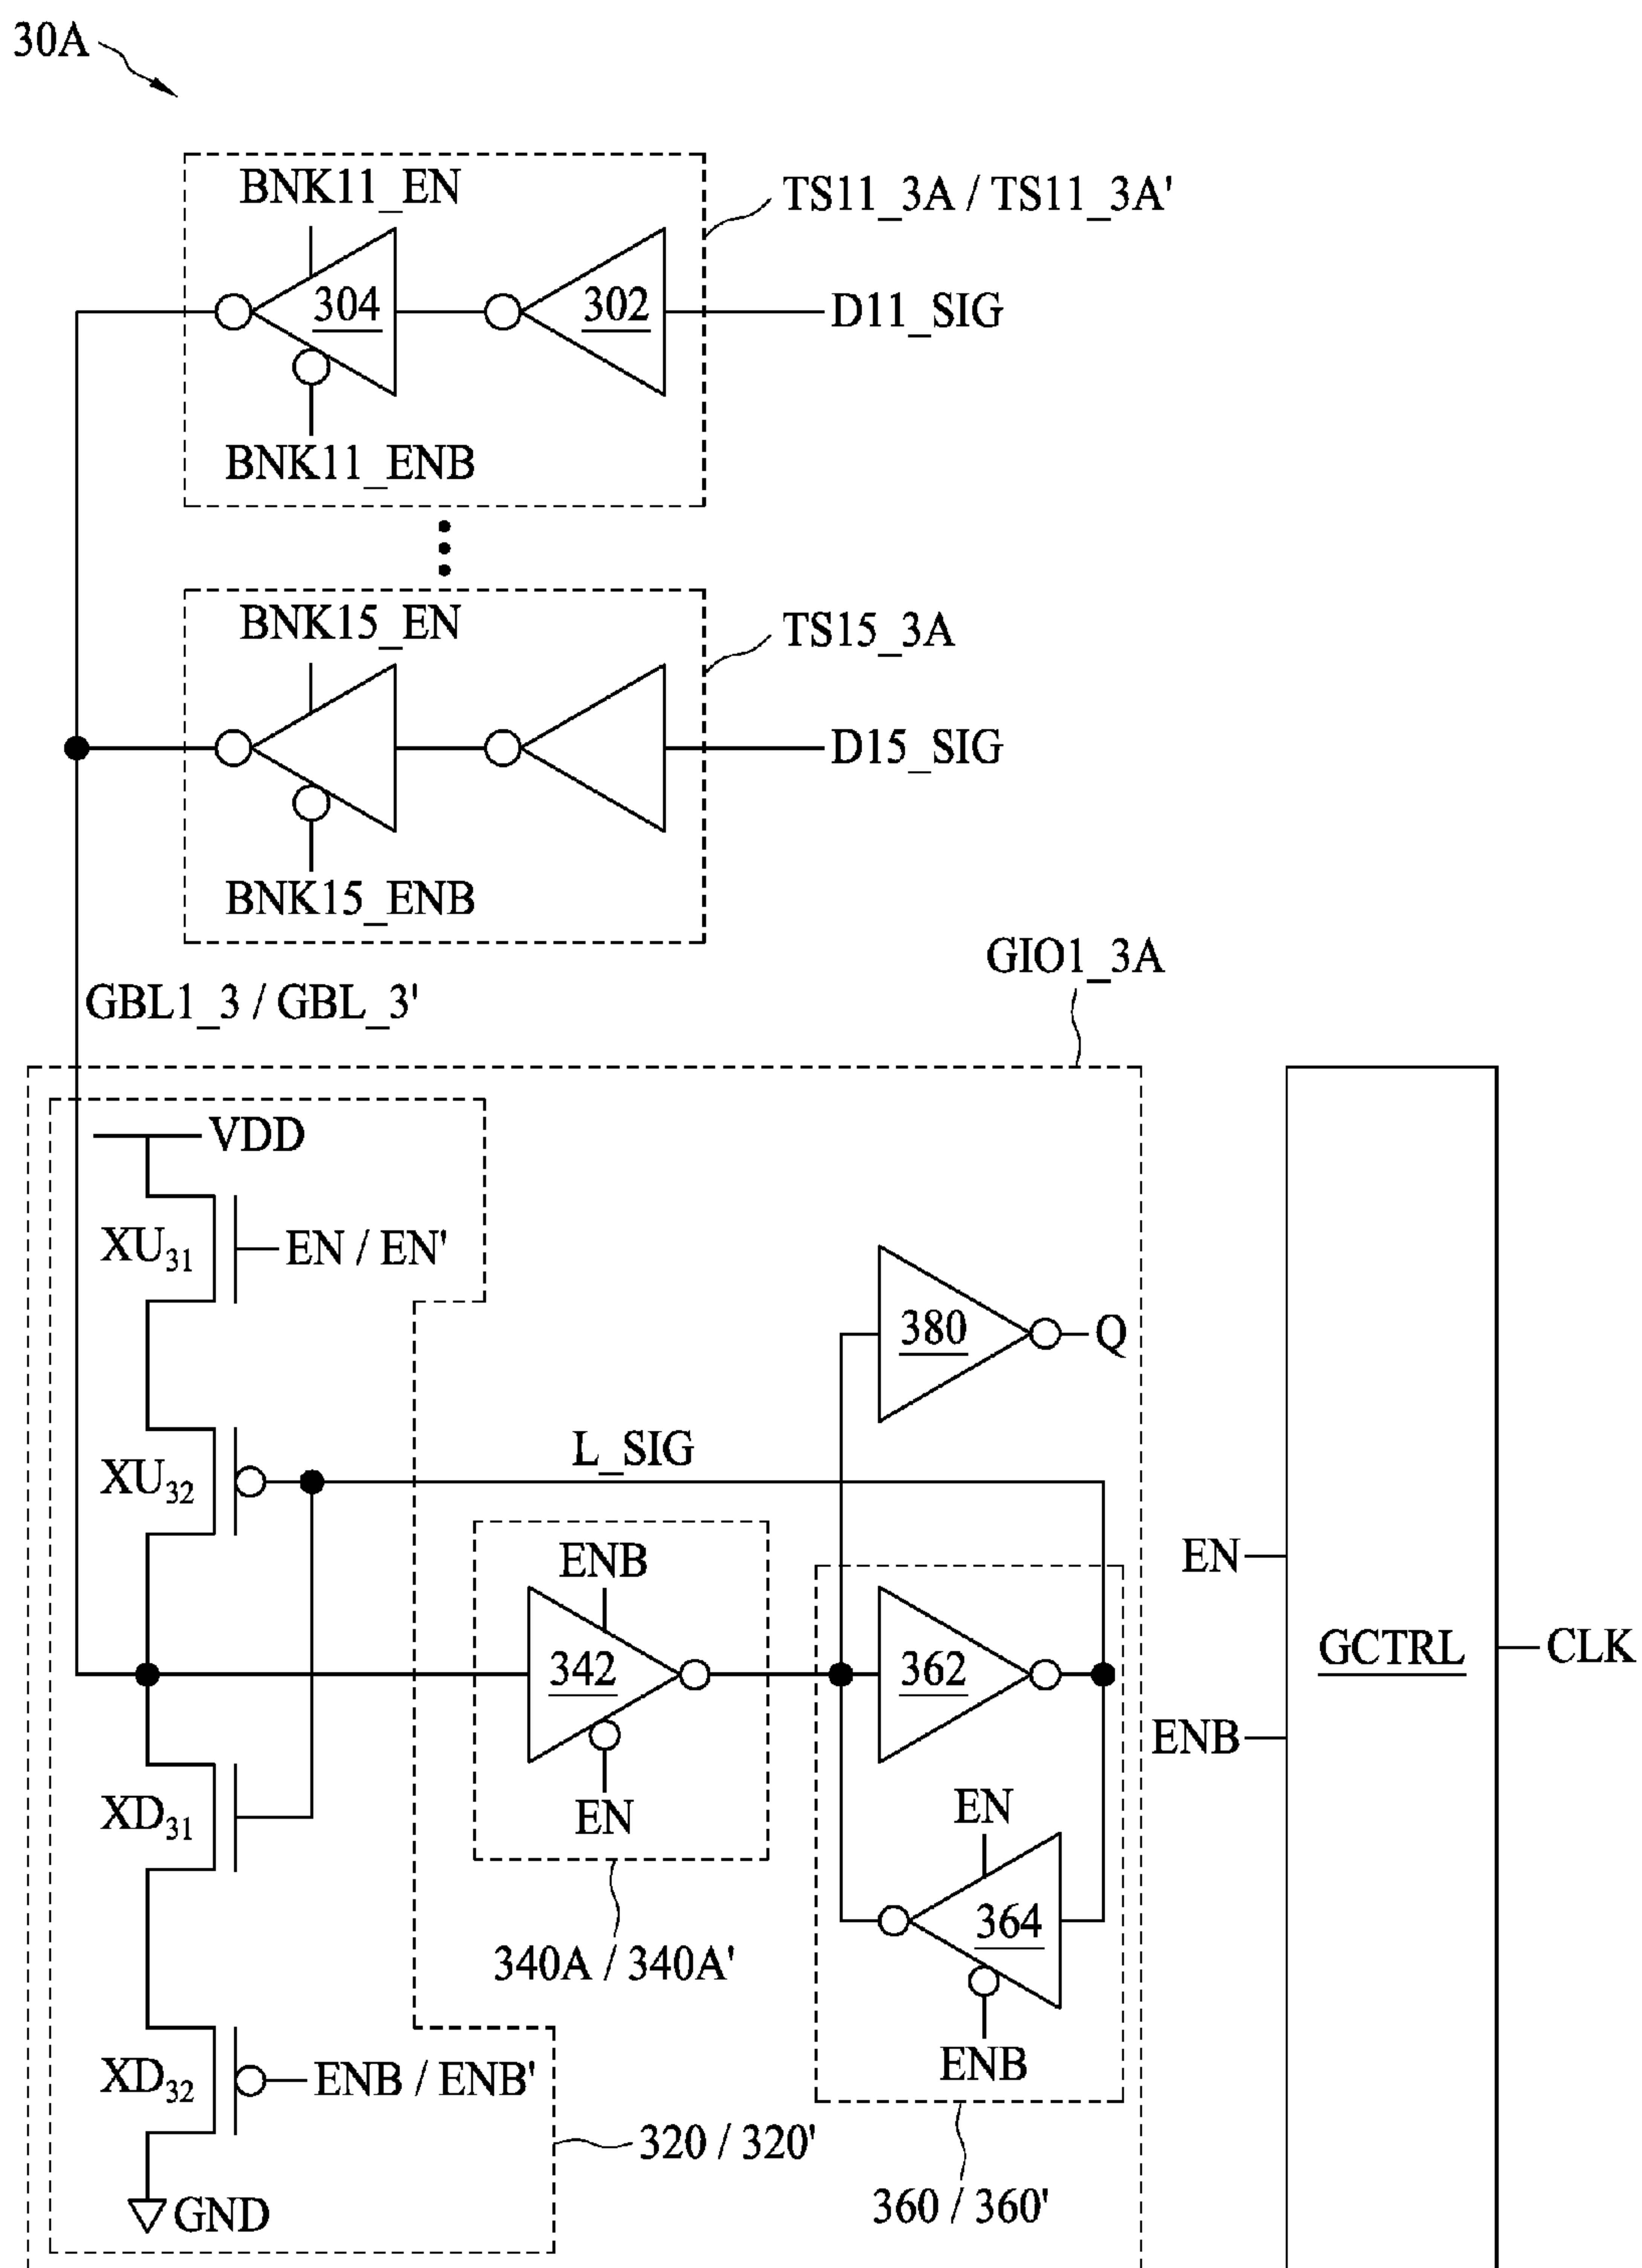 30A
BNK11_EN
TS11_3A / TS11_3A'
304
302
D11_SIG
BNK11_ENB
BNK15_EN
TS15_3A
D15_SIG
BNK15_ENB
GIO1_3A
GBL1_3 / GBL_3'
VDD
XU31
EN / EN'
380
Q
L_SIG
XU32
ENB
EN
342
362
GCTRL
CLK
ENB
XD31
EN
EN
364
340A / 340A'
ENB
XD32
ENB / ENB'
320 / 320'
360 / 360'
GND